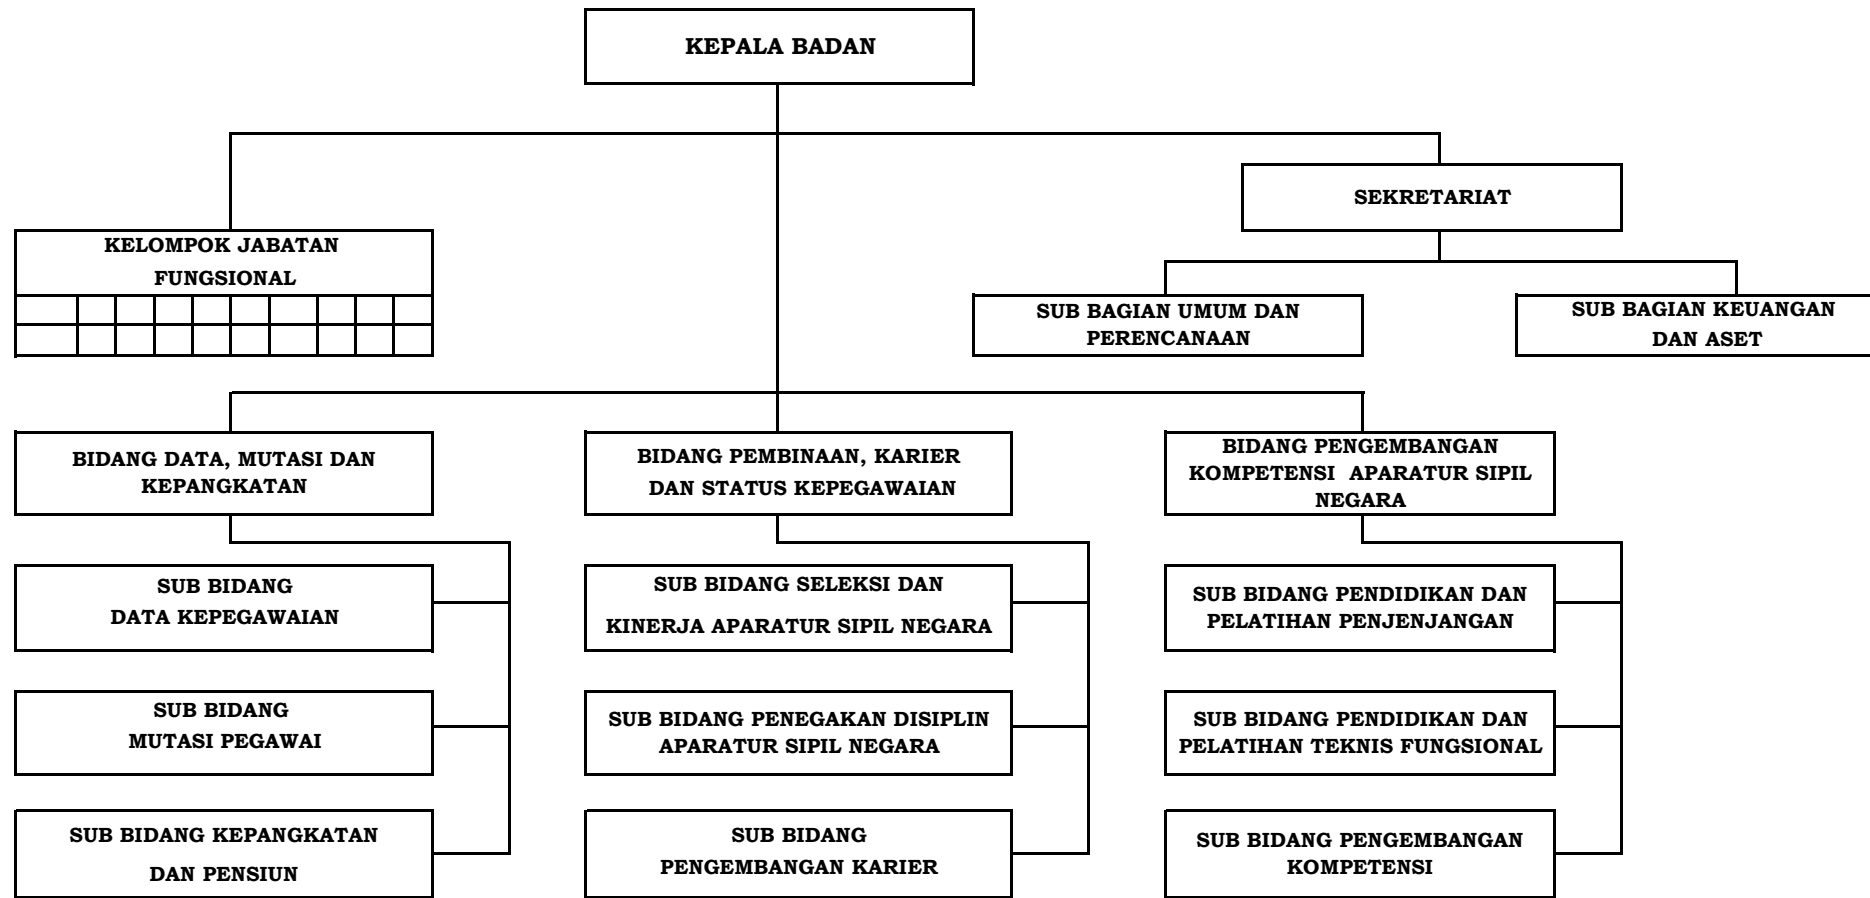 KEPALA BADAN
SEKRETARIAT
KELOMPOK JABATAN
FUNGSIONAL
SUB BAGIAN UMUM DAN
PERENCANAAN
SUB BAGIAN KEUANGAN
DAN ASET
BIDANG DATA, MUTASI DAN
KEPANGKATAN
BIDANG PEMBINAAN, KARIER
DAN STATUS KEPEGAWAIAN
BIDANG PENGEMBANGAN
KOMPETENSI APARATUR SIPIL
NEGARA
SUB BIDANG
DATA KEPEGAWAIAN
SUB BIDANG SELEKSI DAN
KINERJA APARATUR SIPIL NEGARA
SUB BIDANG PENDIDIKAN DAN
PELATIHAN PENJENJANGAN
SUB BIDANG
MUTASI PEGAWAI
SUB BIDANG PENEGAKAN DISIPLIN
APARATUR SIPIL NEGARA
SUB BIDANG PENDIDIKAN DAN
PELATIHAN TEKNIS FUNGSIONAL
SUB BIDANG KEPANGKATAN
DAN PENSIUN
SUB BIDANG
PENGEMBANGAN KARIER
SUB BIDANG PENGEMBANGAN
KOMPETENSI